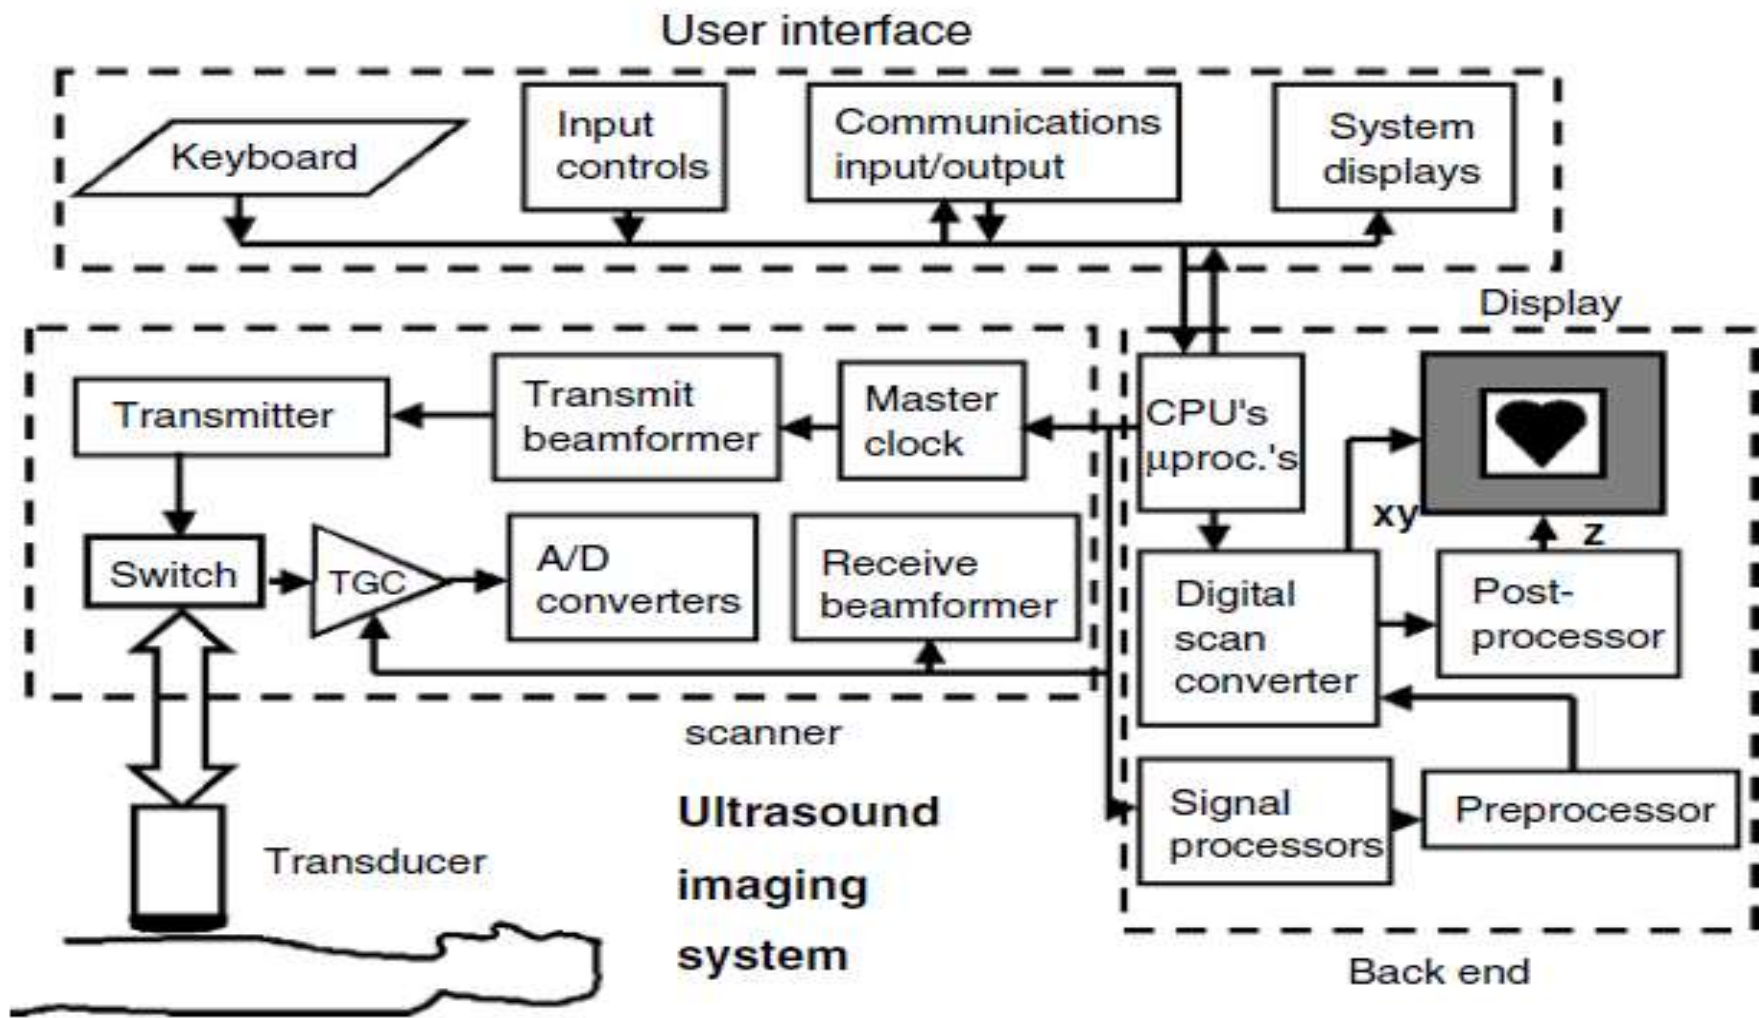 User interface
Keyboard
Input
controls
Communications
input/output
System
displays
Display
Transmitter
Transmit
beamformer
Master
clock
CPU's
μproc.'s
xy
z
Switch
TGC
A/D
converters
Receive
beamformer
Digital
scan
converter
Post-
processor
scanner
Signal
processors
Preprocessor
Transducer
Ultrasound
imaging
system
Back end